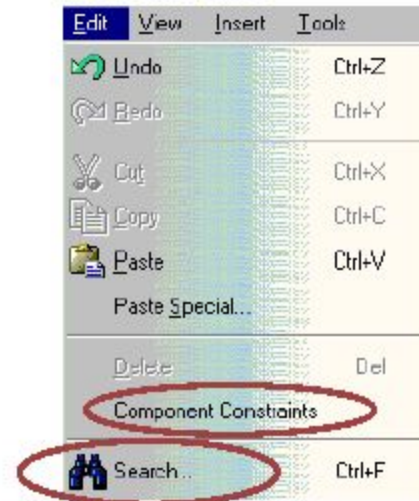 Edit View Insert Tools
Undo Ctrl+Z
Redo Ctrl+Y
Cut Ctrl+X
Copy Ctrl+C
Paste Ctrl+V
Paste Special...
Delete Del
Component Constraints
Search... Ctrl+F